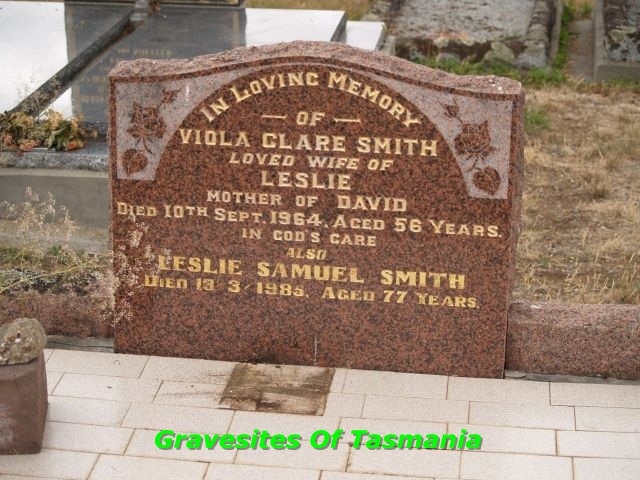 In Loving Memory
— OF —
VIOLA CLARE SMITH
LOVED WIFE OF
LESLIE
MOTHER OF DAVID
DIED 10TH SEPT. 1964. AGED 56 YEARS.
IN GOD'S CARE
ALSO
LESLIE SAMUEL SMITH
DIED 13/3/1985, AGED 77 YEARS.
Gravesites Of Tasmania